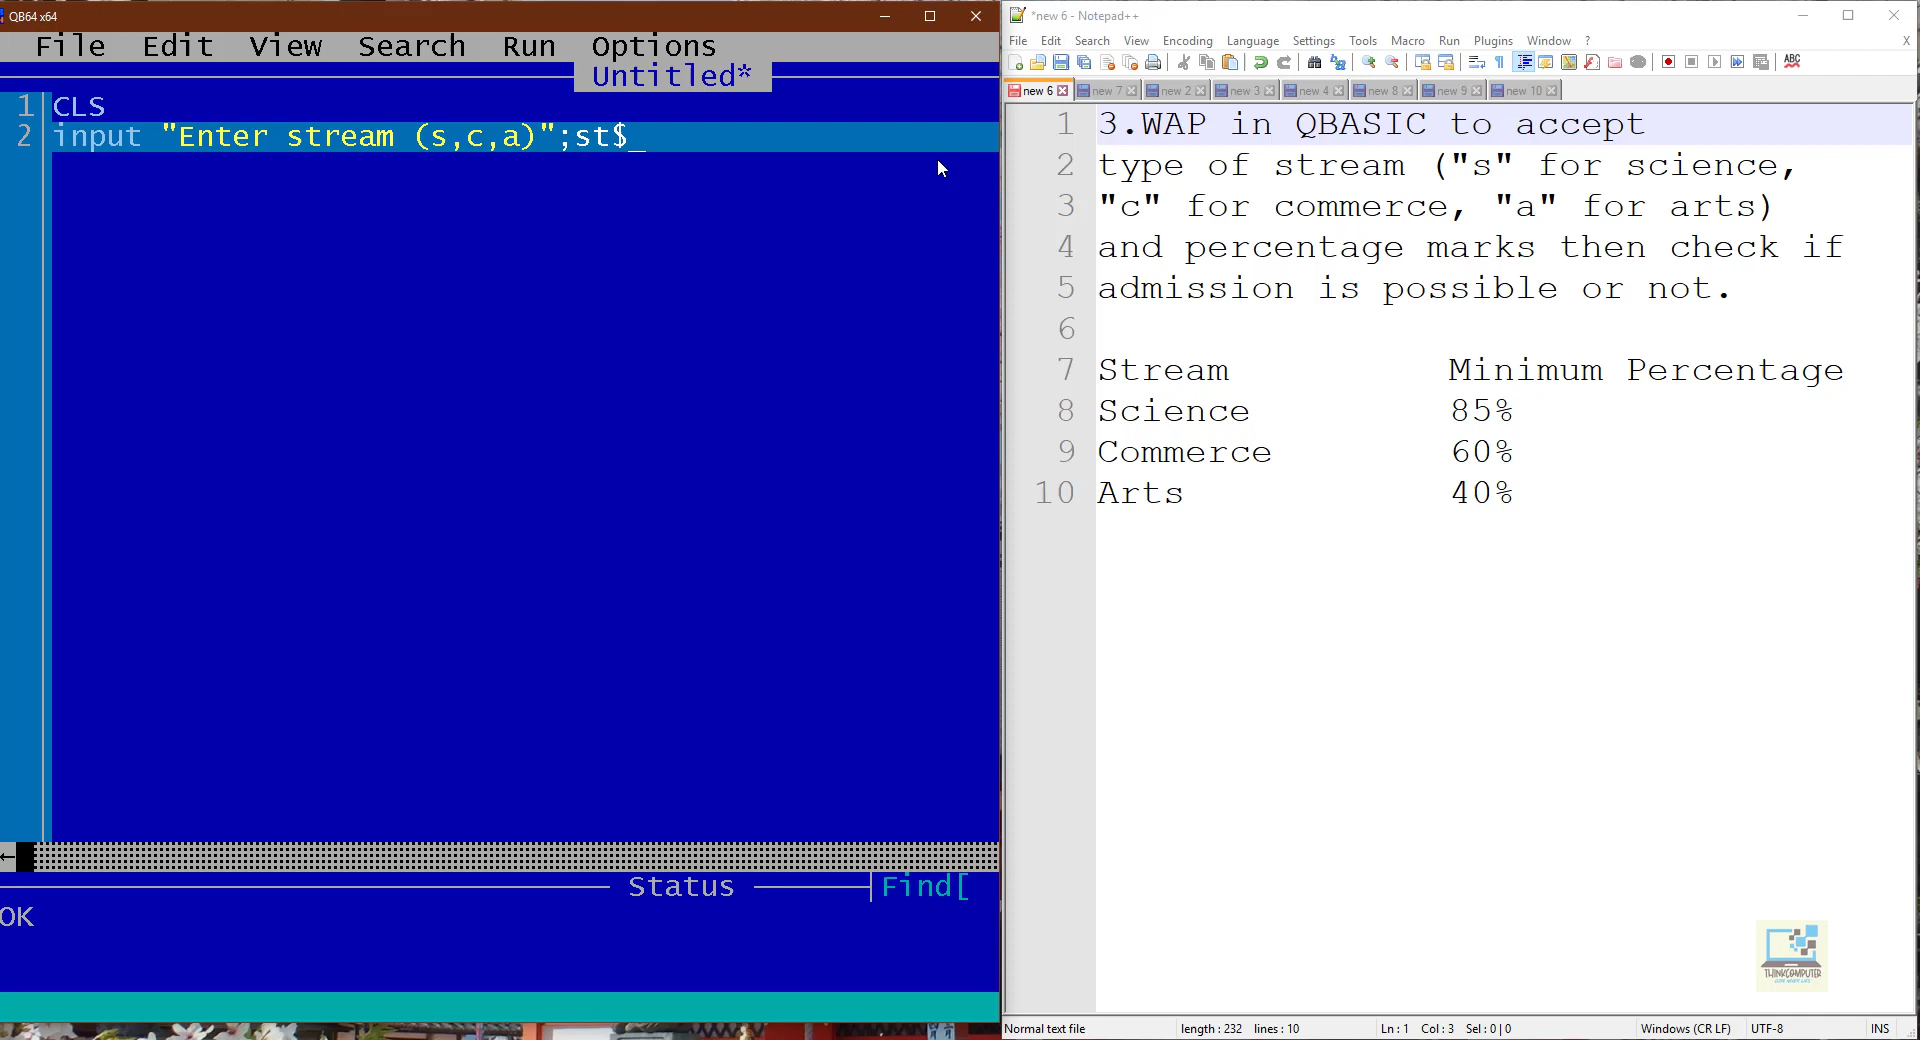 QB64 x64
File Edit View Search Run Options
Untitled*
1 CLS
2 input "Enter stream (s,c,a)";st$_
Status
Find[
OK
*new 6 - Notepad++
File Edit Search View Encoding Language Settings Tools Macro Run Plugins Window ? X
new 6 new 7 new 2 new 3 new 4 new 8 new 9 new 10
1 3.WAP in QBASIC to accept
2 type of stream ("s" for science,
3 "c" for commerce, "a" for arts)
4 and percentage marks then check if
5 admission is possible or not.
6
7 Stream Minimum Percentage
8 Science 85%
9 Commerce 60%
10 Arts 40%
THINKCOMPUTER
Normal text file length : 232 lines : 10 Ln : 1 Col : 3 Sel : 0 | 0 Windows (CR LF) UTF-8 INS